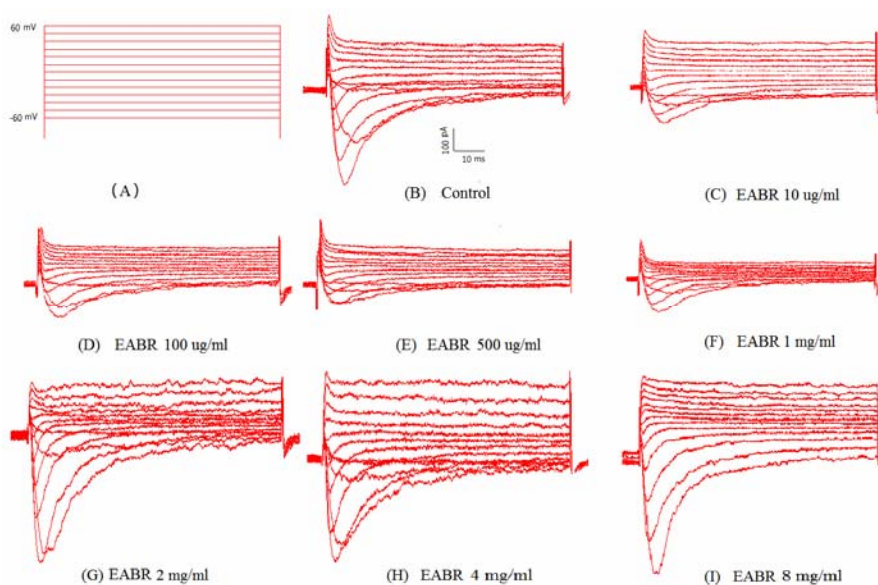 60 mV
-60 mV
(A)
100 pA
10 ms
(B) Control
(C) EABR 10 ug/ml
(D) EABR 100 ug/ml
(E) EABR 500 ug/ml
(F) EABR 1 mg/ml
(G) EABR 2 mg/ml
(H) EABR 4 mg/ml
(I) EABR 8 mg/ml